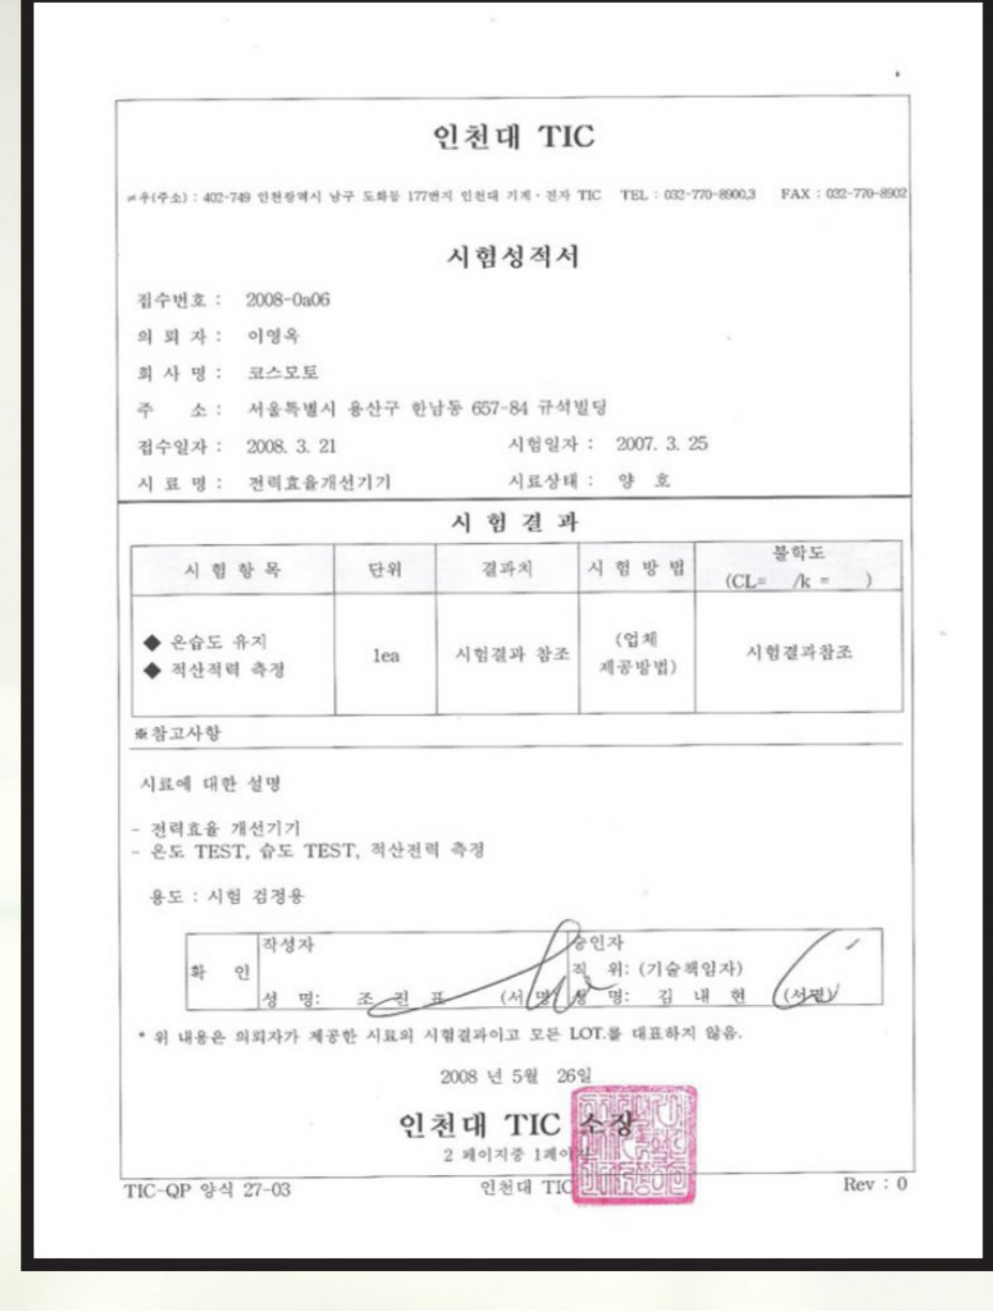 인천대 TIC
≠우(주소) : 402-749 인천광역시 남구 도화동 177번지 인천대 기계·전자 TIC TEL : 032-770-8900,3 FAX : 032-770-8902
시험성적서
접수번호 : 2008-0a06
의 뢰 자 : 이영옥
회 사 명 : 코스모토
주 소 : 서울특별시 용산구 한남동 657-84 규석빌딩
접수일자 : 2008. 3. 21 시험일자 : 2007. 3. 25
시 료 명 : 전력효율개선기기 시료상태 : 양 호
시 험 결 과
시 험 항 목 단위 결과치 시 험 방 법 불확도 (CL= /k = )
◆ 온습도 유지
◆ 적산적력 측정
1ea 시험결과 참조 (업체 제공방법) 시험결과참조
※참고사항
시료에 대한 설명
- 전력효율 개선기기
- 온도 TEST, 습도 TEST, 적산전력 측정
용도 : 시험 검정용
확 인
작성자 승인자
직 위: (기술책임자)
성 명: 조 진 표 (서 명) 성 명: 김 내 현 (서명)
* 위 내용은 의뢰자가 제공한 시료의 시험결과이고 모든 LOT.를 대표하지 않음.
2008 년 5월 26일
인천대 TIC 소장
2 페이지중 1페이지
TIC-QP 양식 27-03 인천대 TIC Rev : 0